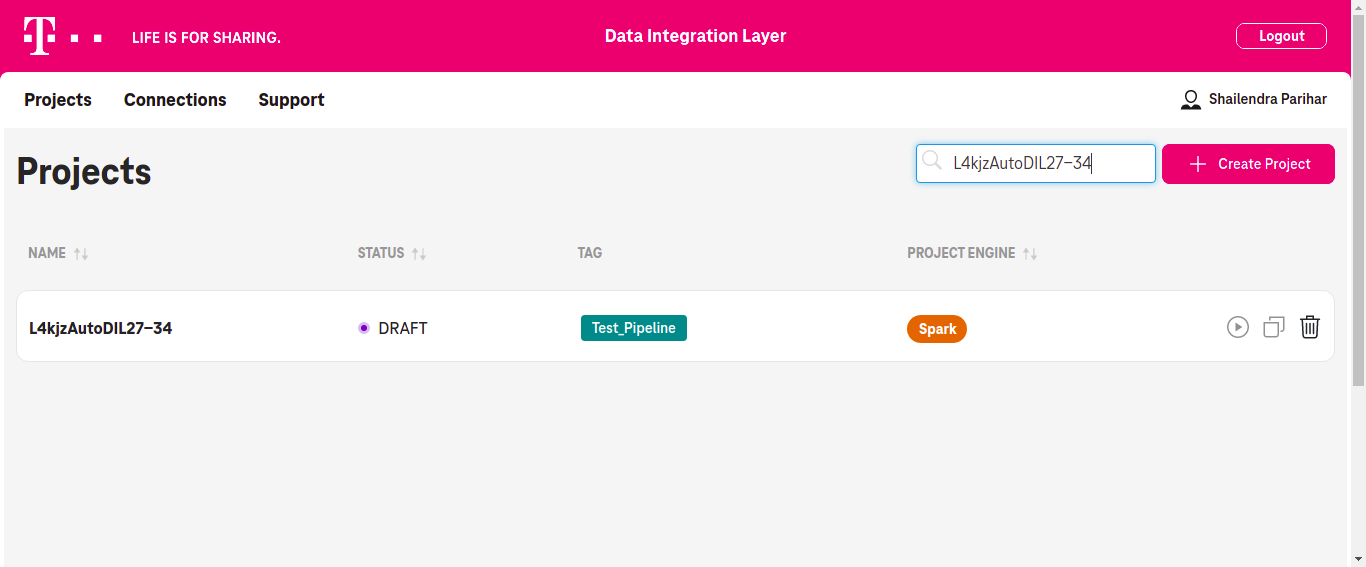 T
LIFE IS FOR SHARING.
Data Integration Layer
Logout
Projects
Connections
Support
Shailendra Parihar
Projects
L4kjzAutoDIL27-34
Create Project
NAME
STATUS
TAG
PROJECT ENGINE
L4kjzAutoDIL27-34
DRAFT
Test_Pipeline
Spark